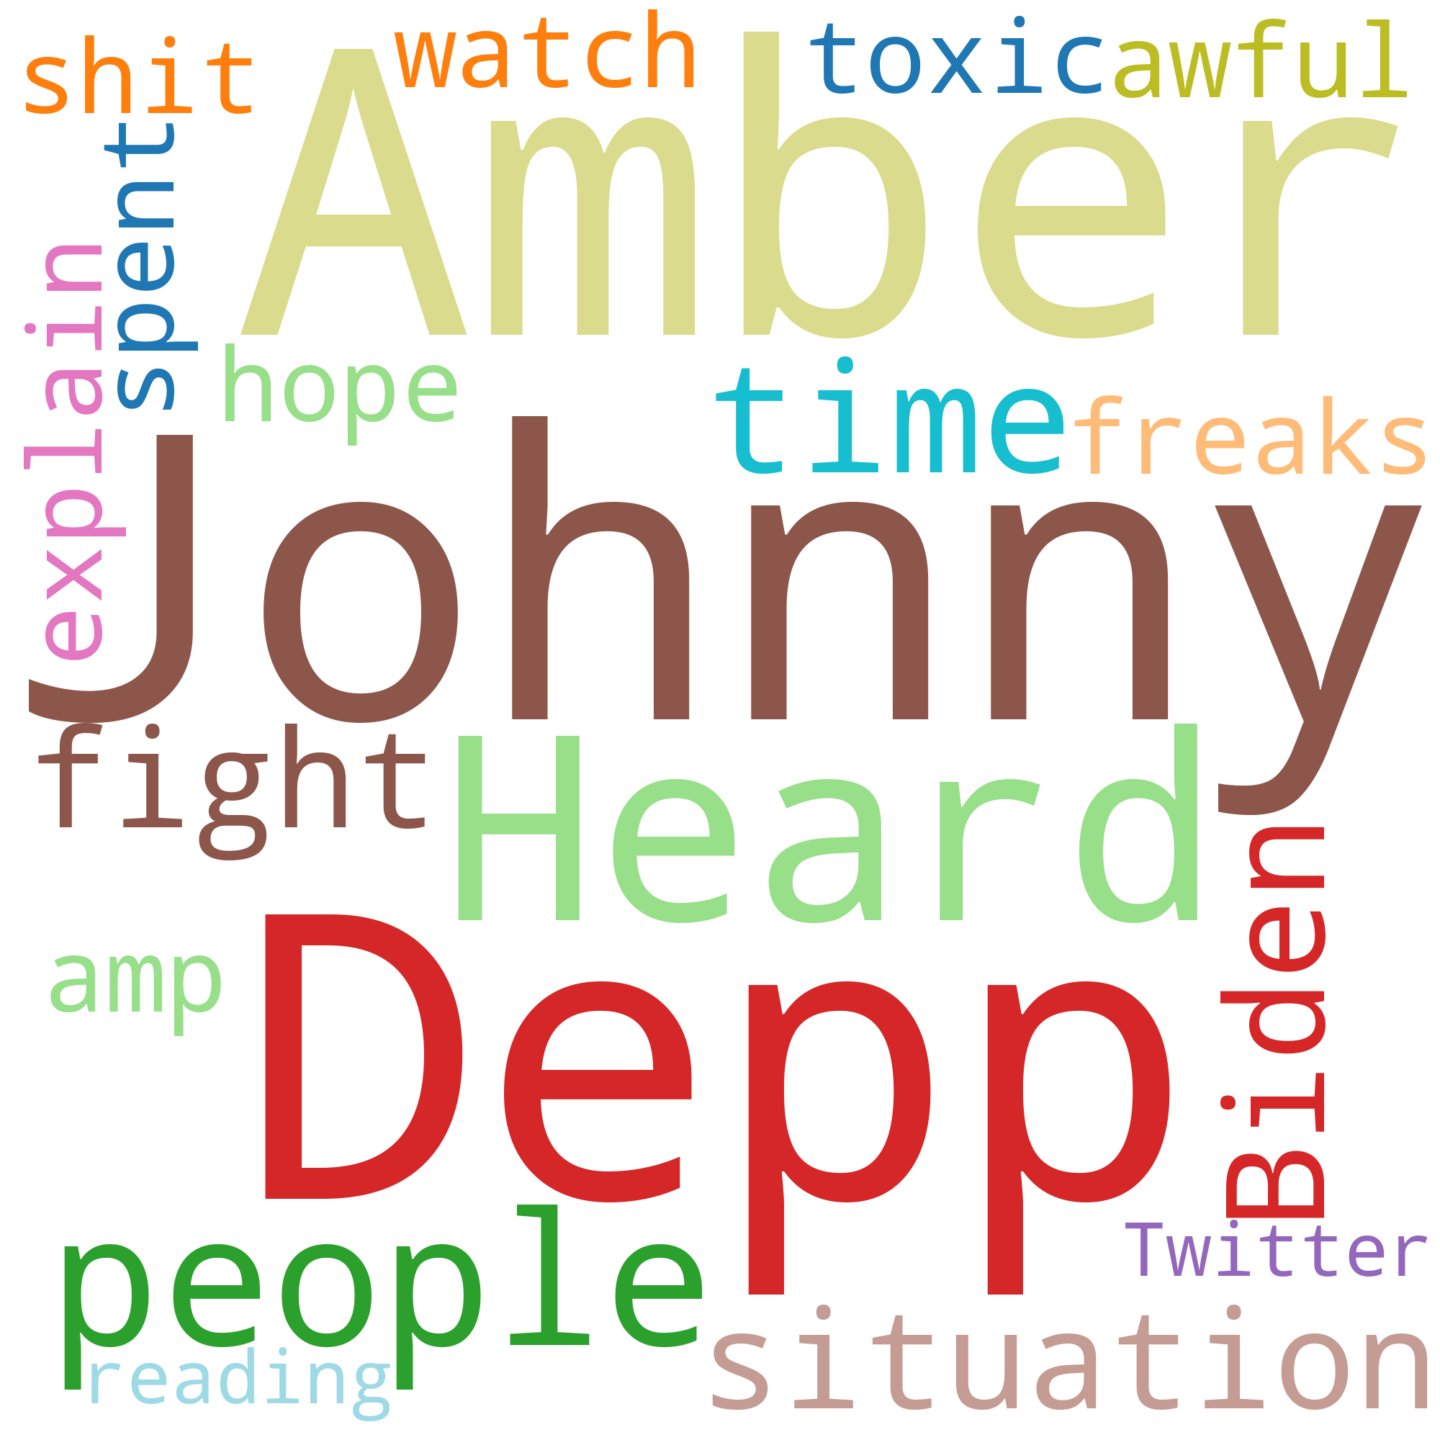 shit
watch
toxic
awful
Amber
spent
explain
hope
time
freaks
Johnny
fight
Heard
Biden
amp
Depp
people
Twitter
reading
situation